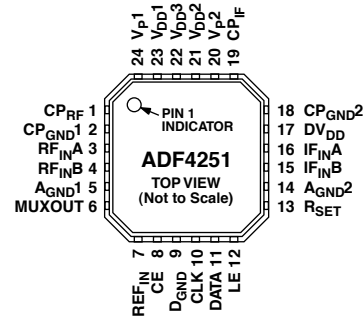 24 VP1
23 VDD1
22 VDD3
21 VDD2
20 VP2
19 CPIF
CPRF 1
CPGND1 2
RFINA 3
RFINB 4
AGND1 5
MUXOUT 6
PIN 1
INDICATOR
ADF4251
TOP VIEW
(Not to Scale)
18 CPGND2
17 DVDD
16 IFINA
15 IFINB
14 AGND2
13 RSET
REFIN 7
CE 8
DGND 9
CLK 10
DATA 11
LE 12